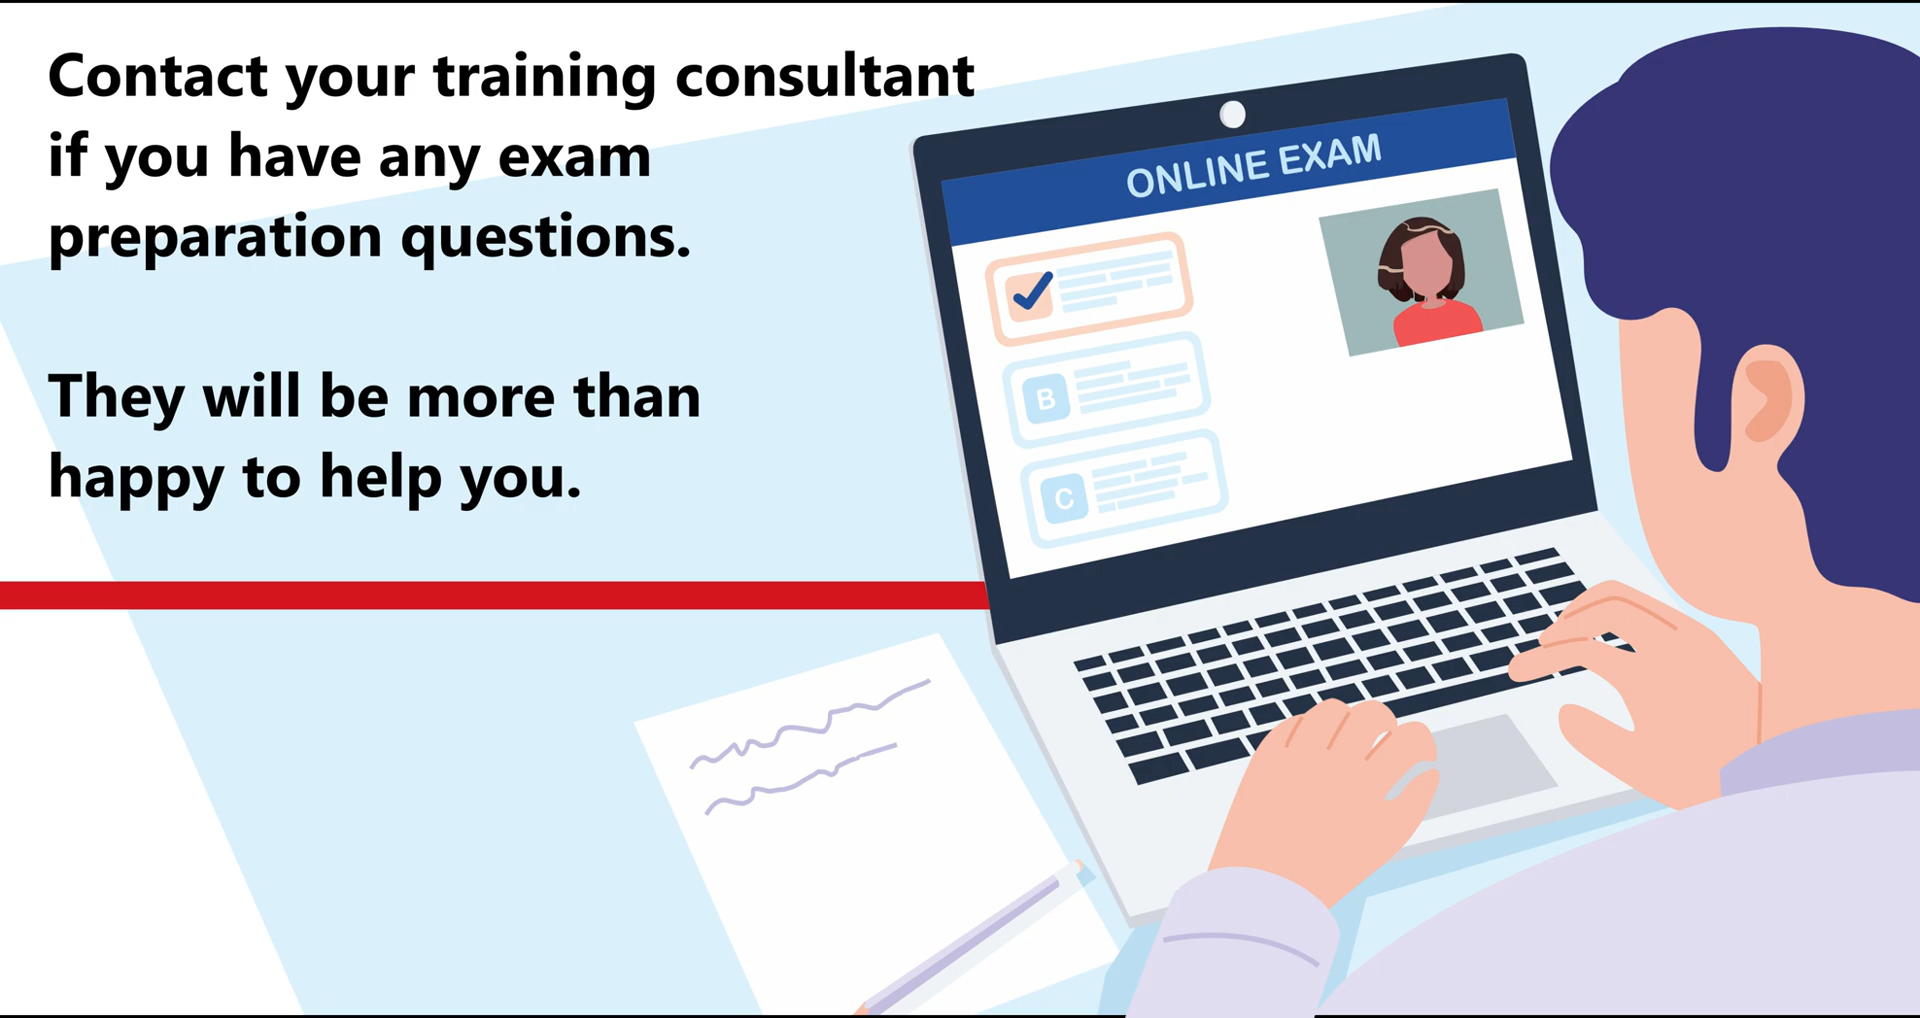 Contact your training consultant
if you have any exam
preparation questions.
They will be more than
happy to help you.
ONLINE EXAM
B
C